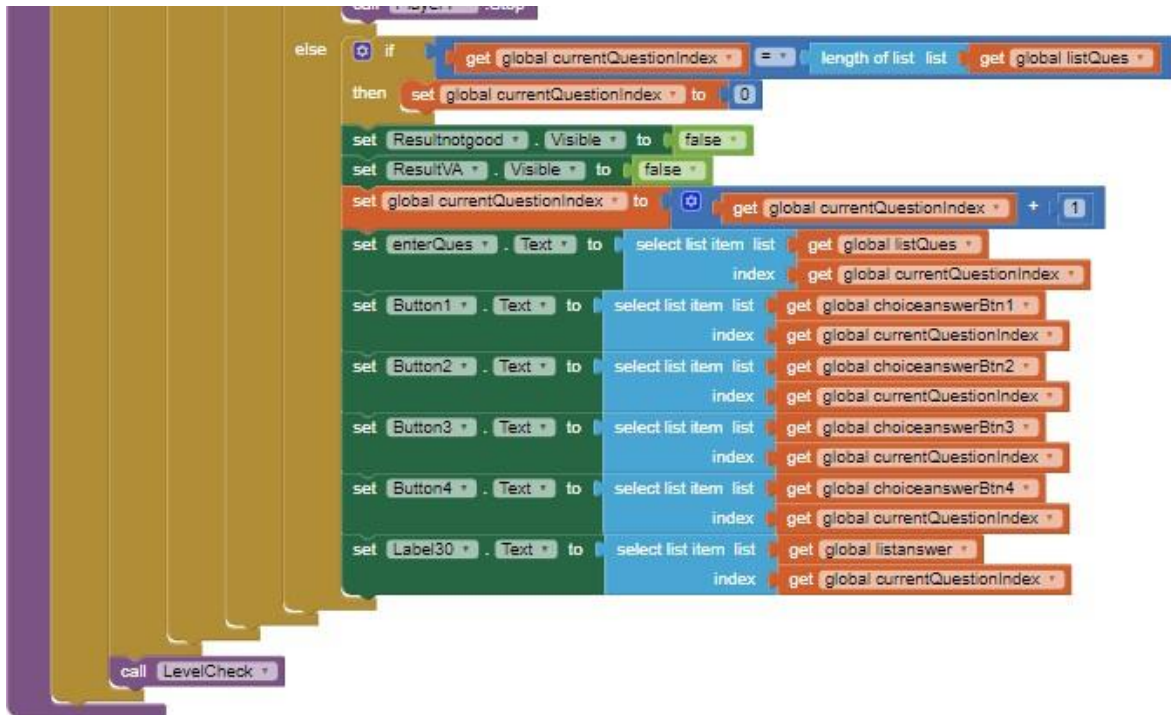 else if get global currentQuestionIndex = length of list list get global listQues
then set global currentQuestionIndex to 0
set Resultnotgood . Visible to false
set ResultVA . Visible to false
set global currentQuestionIndex to get global currentQuestionIndex + 1
set enterQues . Text to select list item list get global listQues
index get global currentQuestionIndex
set Button1 . Text to select list item list get global choiceanswerBtn1
index get global currentQuestionIndex
set Button2 . Text to select list item list get global choiceanswerBtn2
index get global currentQuestionIndex
set Button3 . Text to select list item list get global choiceanswerBtn3
index get global currentQuestionIndex
set Button4 . Text to select list item list get global choiceanswerBtn4
index get global currentQuestionIndex
set Label30 . Text to select list item list get global listanswer
index get global currentQuestionIndex
call LevelCheck